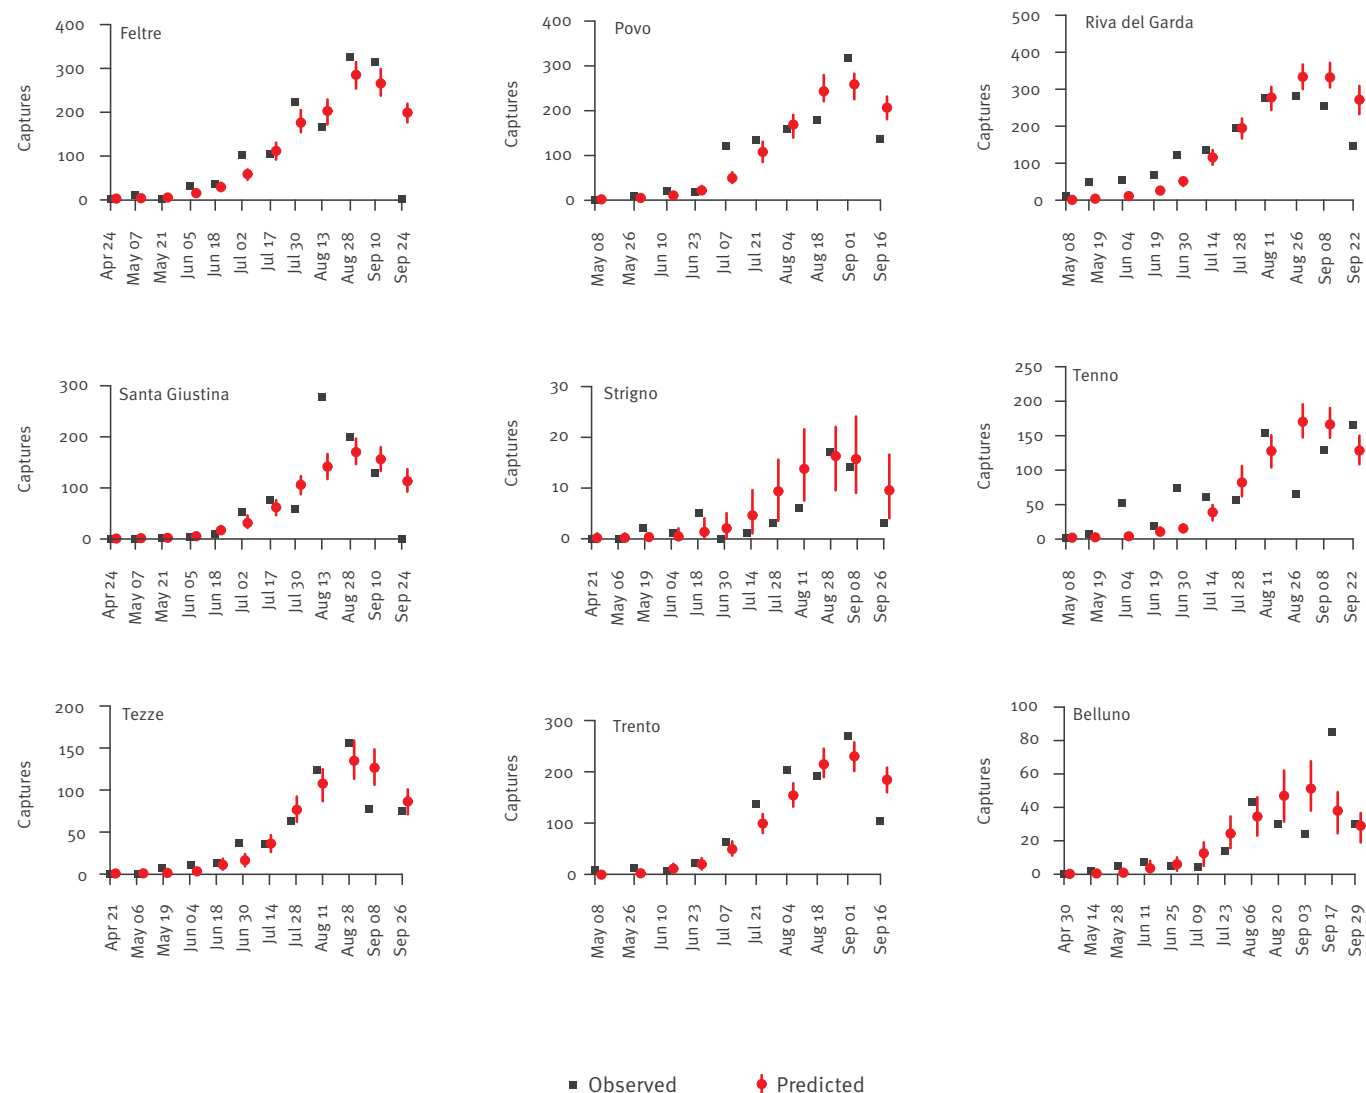 Feltre
Captures
400
300
200
100
0
Apr 24
May 07
May 21
Jun 05
Jun 18
Jul 02
Jul 17
Jul 30
Aug 13
Aug 28
Sep 10
Sep 24
Povo
Captures
400
300
200
100
0
May 08
May 26
Jun 10
Jun 23
Jul 07
Jul 21
Aug 04
Aug 18
Sep 01
Sep 16
Riva del Garda
Captures
500
400
300
200
100
0
May 08
May 19
Jun 04
Jun 19
Jun 30
Jul 14
Jul 28
Aug 11
Aug 26
Sep 08
Sep 22
Santa Giustina
Captures
300
200
100
0
Apr 24
May 07
May 21
Jun 05
Jun 18
Jul 02
Jul 17
Jul 30
Aug 13
Aug 28
Sep 10
Sep 24
Strigno
Captures
30
20
10
0
Apr 21
May 06
May 19
Jun 04
Jun 18
Jun 30
Jul 14
Jul 28
Aug 11
Aug 28
Sep 08
Sep 26
Tenno
Captures
250
200
150
100
50
0
May 08
May 19
Jun 04
Jun 19
Jun 30
Jul 14
Jul 28
Aug 11
Aug 26
Sep 08
Sep 22
Tezze
Captures
200
150
100
50
0
Apr 21
May 06
May 19
Jun 04
Jun 18
Jun 30
Jul 14
Jul 28
Aug 11
Aug 28
Sep 08
Sep 26
Trento
Captures
300
200
100
0
May 08
May 26
Jun 10
Jun 23
Jul 07
Jul 21
Aug 04
Aug 18
Sep 01
Sep 16
Belluno
Captures
100
80
60
40
20
0
Apr 30
May 14
May 28
Jun 11
Jun 25
Jul 09
Jul 23
Aug 06
Aug 20
Sep 03
Sep 17
Sep 29
Observed
Predicted